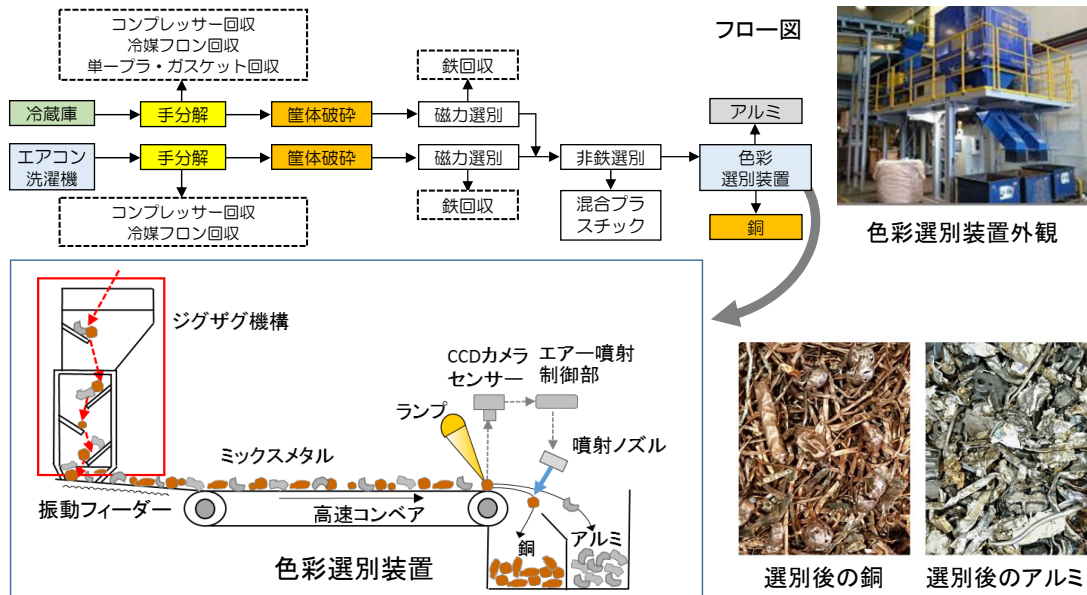 コンプレッサー回収
冷媒フロン回収
単一プラ・ガスケット回収
鉄回収
フロー図
冷蔵庫
手分解
筐体破砕
磁力選別
アルミ
エアコン
洗濯機
手分解
筐体破砕
磁力選別
非鉄選別
色彩
選別装置
コンプレッサー回収
冷媒フロン回収
鉄回収
混合プラ
スチック
銅
色彩選別装置外観
ジグザグ機構
CCDカメラ
センサー
エアー噴射
制御部
ランプ
噴射ノズル
ミックスメタル
振動フィーダー
高速コンベア
銅
アルミ
色彩選別装置
選別後の銅
選別後のアルミ